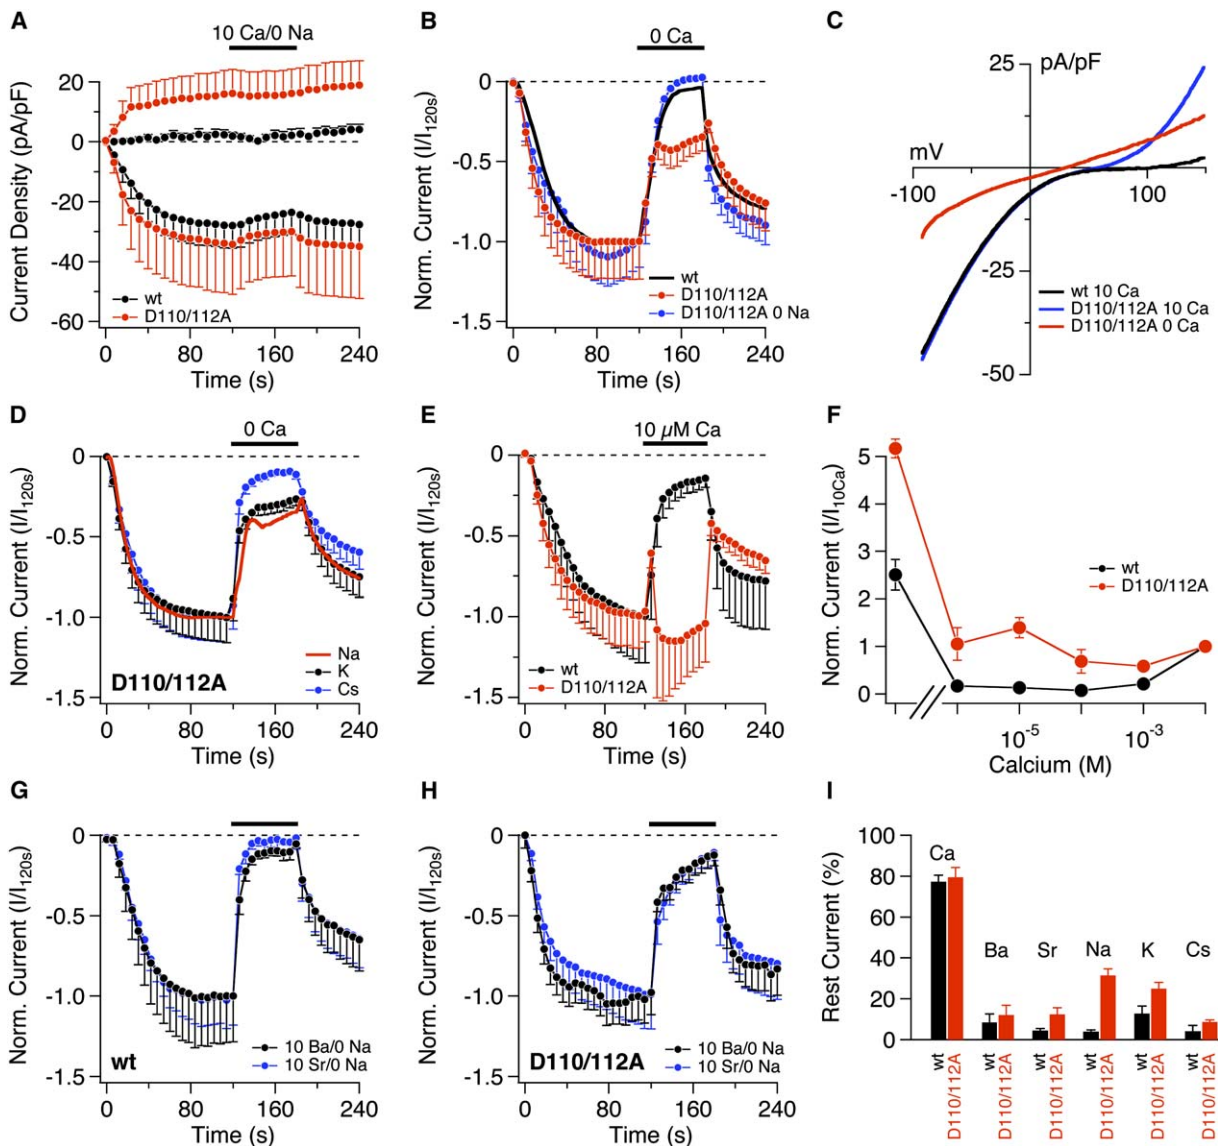 A
10 Ca/0 Na
Current Density (pA/pF)
20
0
-20
-40
-60
wt
D110/112A
0
80
160
240
Time (s)
B
0 Ca
Norm. Current (I/I120s)
0
-0.5
-1.0
-1.5
wt
D110/112A
D110/112A 0 Na
0
80
160
240
Time (s)
C
25
pA/pF
mV
-100
100
-25
-50
wt 10 Ca
D110/112A 10 Ca
D110/112A 0 Ca
D
0 Ca
Norm. Current (I/I120s)
0
-0.5
-1.0
-1.5
Na
K
Cs
D110/112A
0
80
160
240
Time (s)
E
10 µM Ca
Norm. Current (I/I120s)
0
-0.5
-1.0
-1.5
wt
D110/112A
0
80
160
240
Time (s)
F
Norm. Current (I/I10Ca)
5
4
3
2
1
0
wt
D110/112A
10-5
10-3
Calcium (M)
G
Norm. Current (I/I120s)
0
-0.5
-1.0
-1.5
wt
10 Ba/0 Na
10 Sr/0 Na
0
80
160
240
Time (s)
H
Norm. Current (I/I120s)
0
-0.5
-1.0
-1.5
D110/112A
10 Ba/0 Na
10 Sr/0 Na
0
80
160
240
Time (s)
I
Rest Current (%)
100
80
60
40
20
0
Ca
Ba
Sr
Na
K
Cs
wt
D110/112A
wt
D110/112A
wt
D110/112A
wt
D110/112A
wt
D110/112A
wt
D110/112A